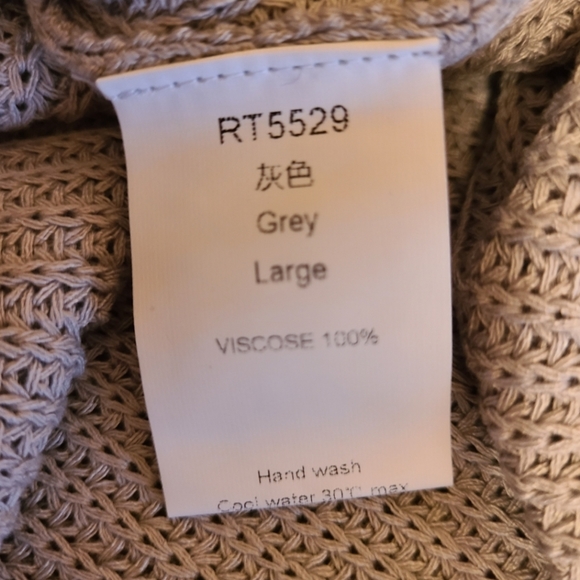 RT5529
灰色
Grey
Large
VISCOSE 100%
Hand wash
Cool water 30°C max